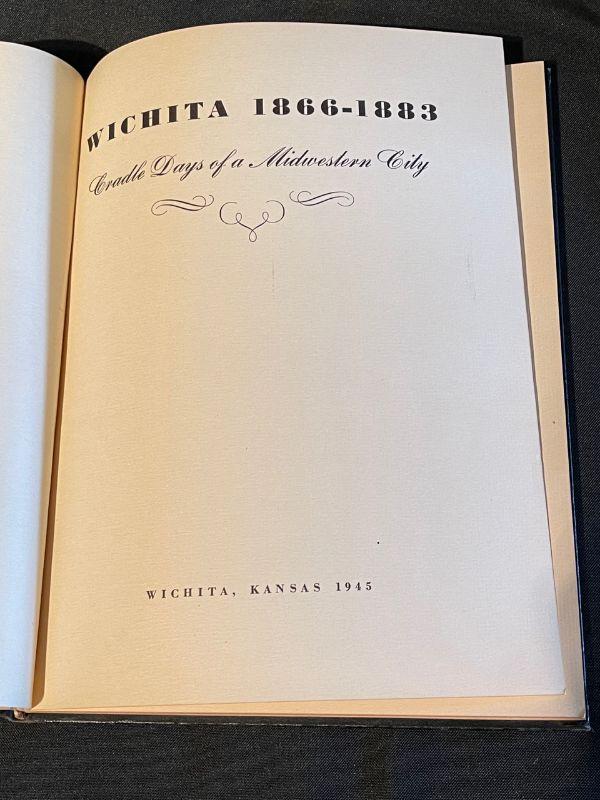 WICHITA 1866-1883
Cradle Days of a Midwestern City
WICHITA, KANSAS 1945